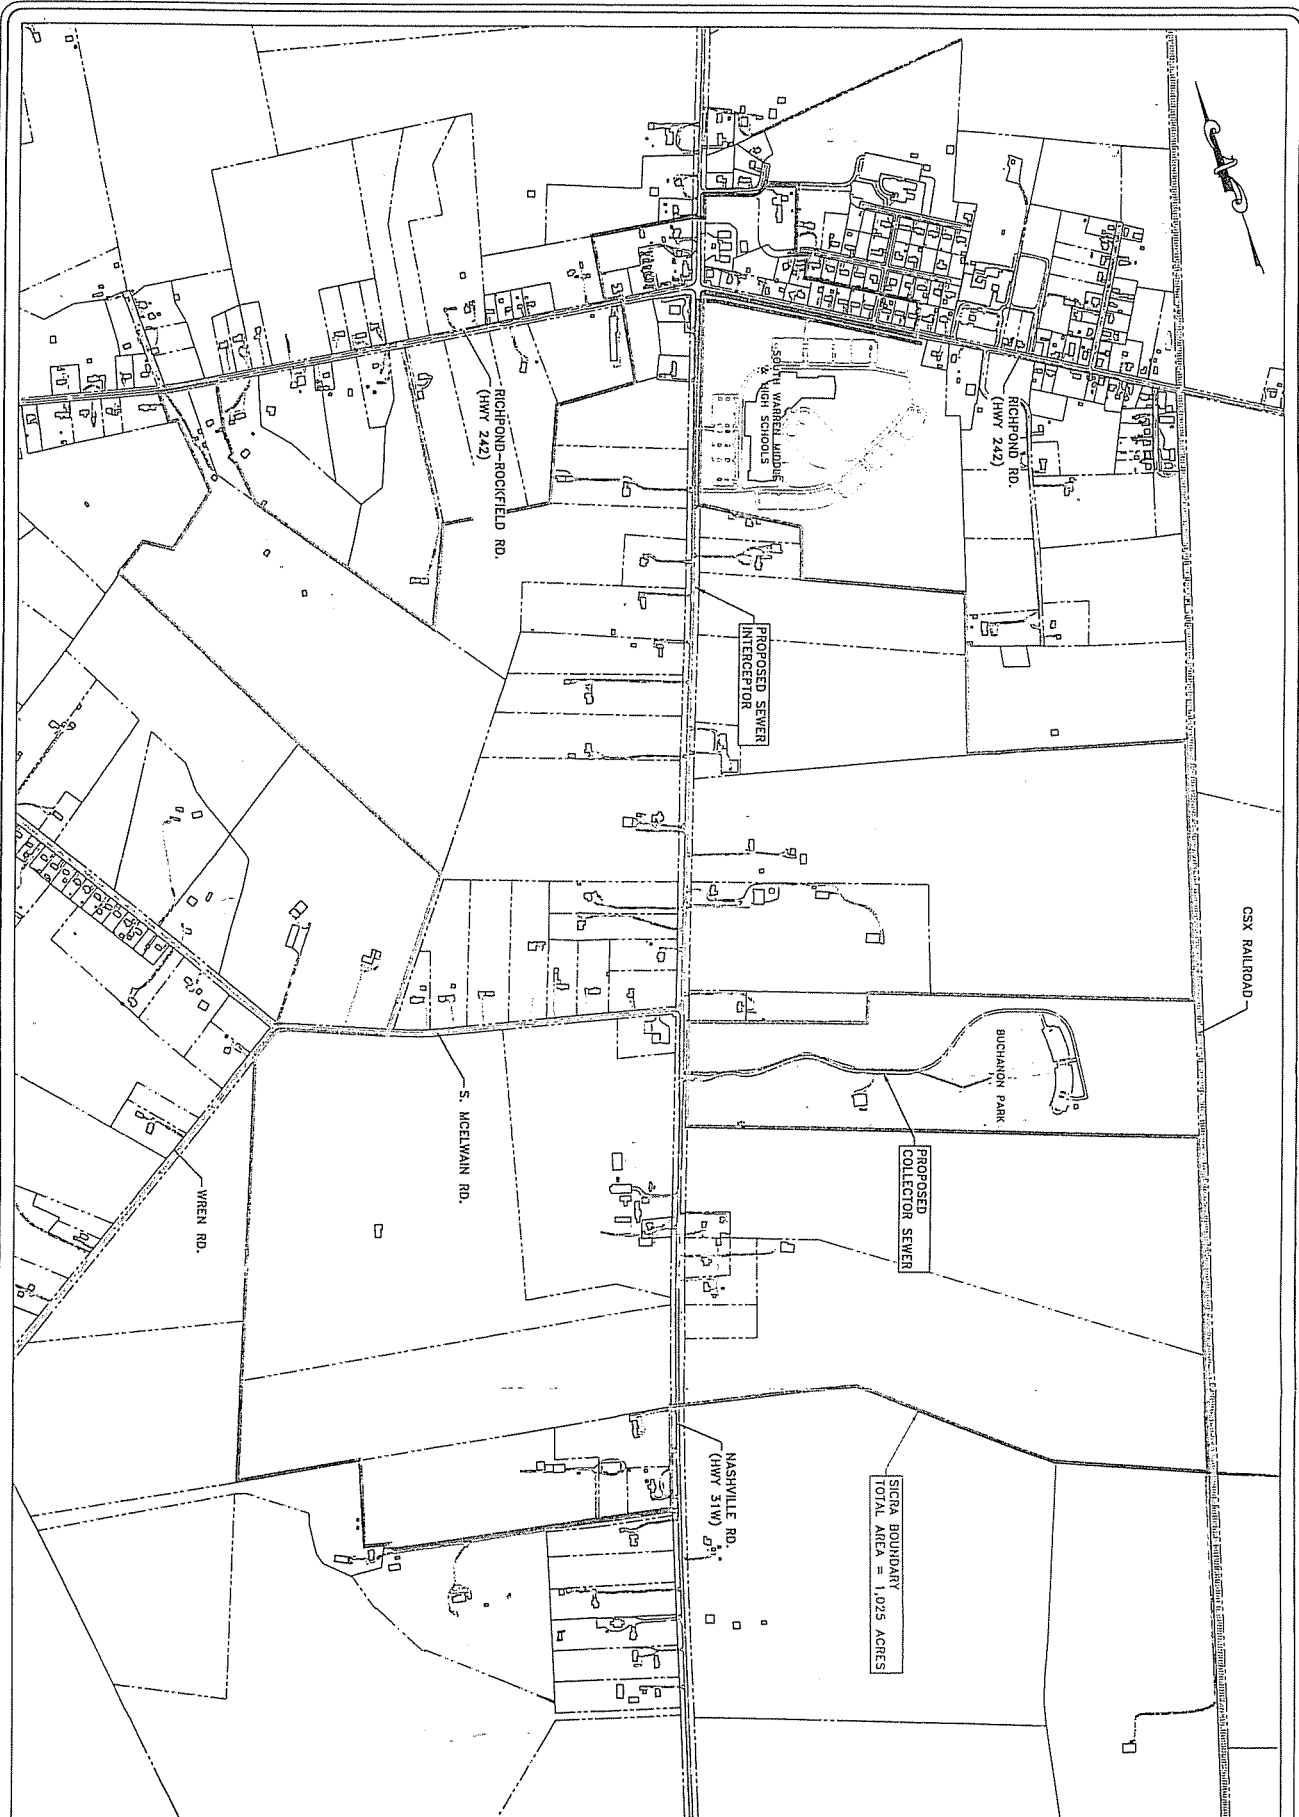 CSX RAILROAD
RICHPOND RD.
(HWY 242)
SOUTH WARREN MIDDLE
& HIGH SCHOOLS
RICHPOND-ROCKFIELD RD.
(HWY 242)
PROPOSED SEWER
INTERCEPTOR
BUCHANON PARK
PROPOSED
COLLECTOR SEWER
S. MCELWAIN RD.
WREN RD.
NASHVILLE RD.
(HWY 31W)
SICRA BOUNDARY
TOTAL AREA = 1,025 ACRES